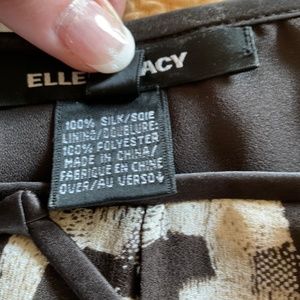 ELLE ACY
100% SILK/SOIE
LINING/DOUBLURE:
100% POLYESTER
MADE IN CHINA/
FABRIQUE EN CHINE
OVER/AU VERSO↓